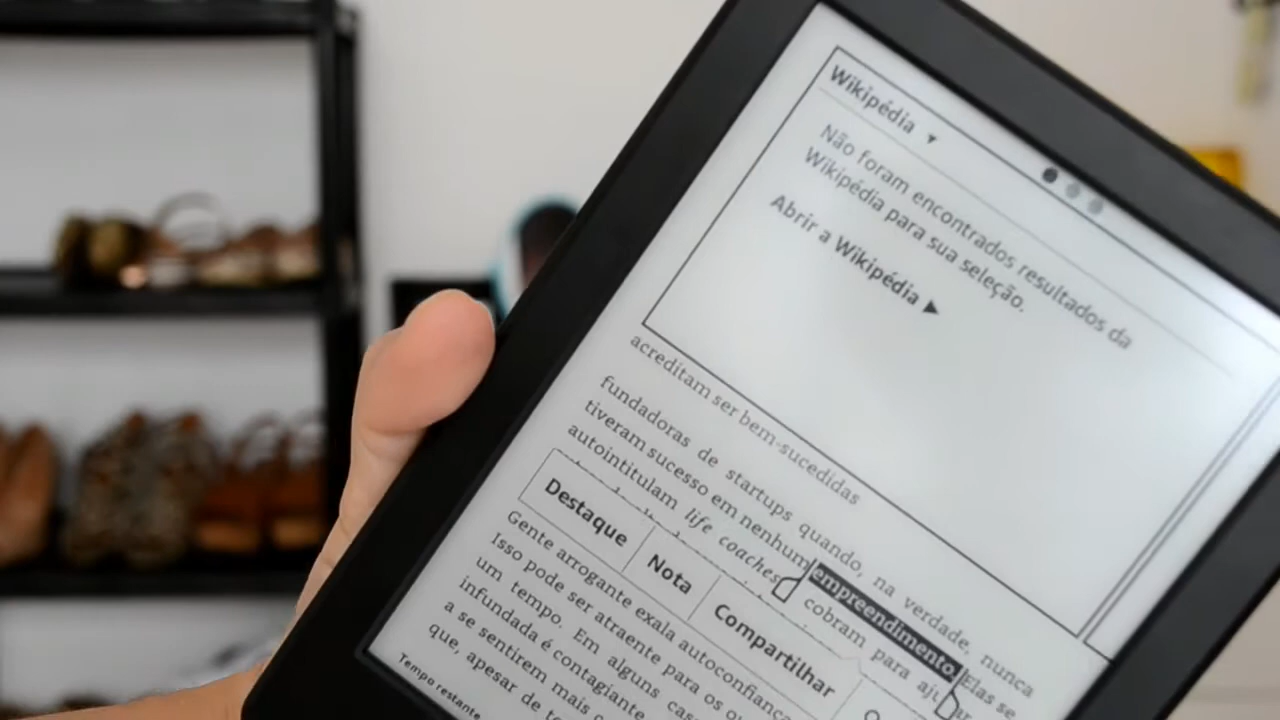 Wikipédia
Não foram encontrados resultados da
Wikipédia para sua seleção.
Abrir a Wikipédia
acreditam ser bem-sucedidas
fundadoras de startups quando, na verdade, nunca
tiveram sucesso em nenhum empreendimento. Elas se
autointitulam life coaches cobram para
Destaque Nota Compartilhar
Gente arrogante exala autoconfiança
Isso pode ser atraente para os
um tempo. Em alguns
infundada é contagiante
a se sentirem mais
que, apesar de
Tempo restante